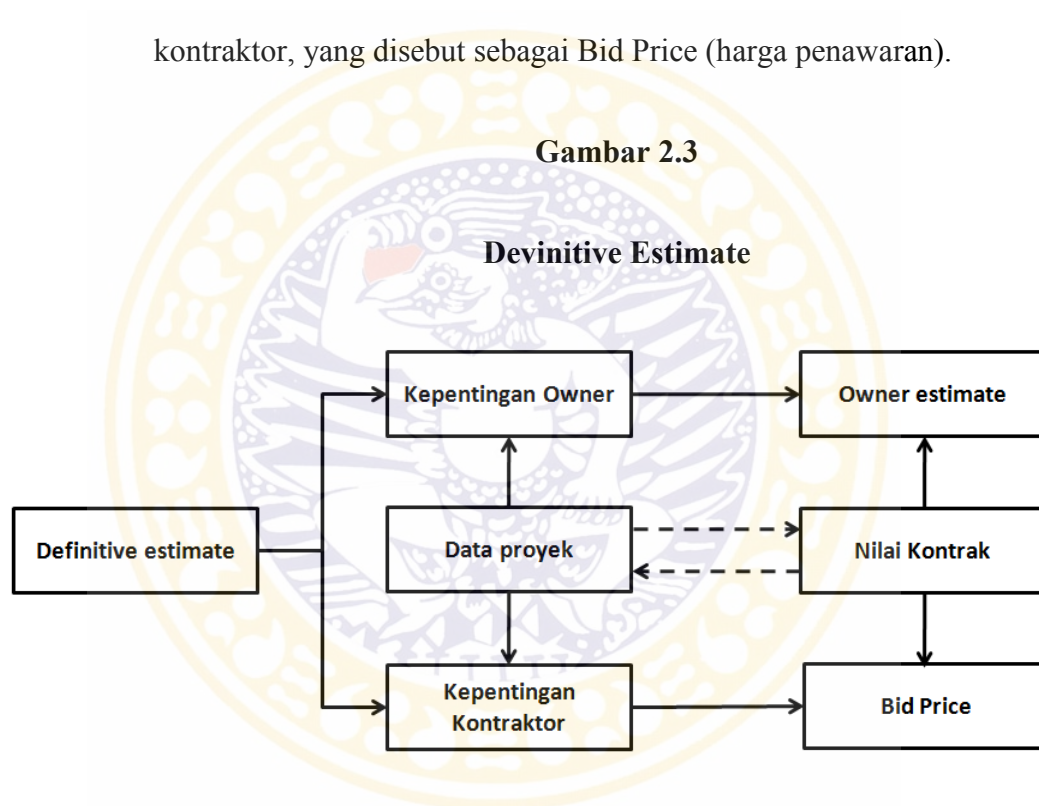 kontraktor, yang disebut sebagai Bid Price (harga penawaran).
Gambar 2.3
Devinitive Estimate
Kepentingan Owner
Owner estimate
Definitive estimate
Data proyek
Nilai Kontrak
Kepentingan
Kontraktor
Bid Price